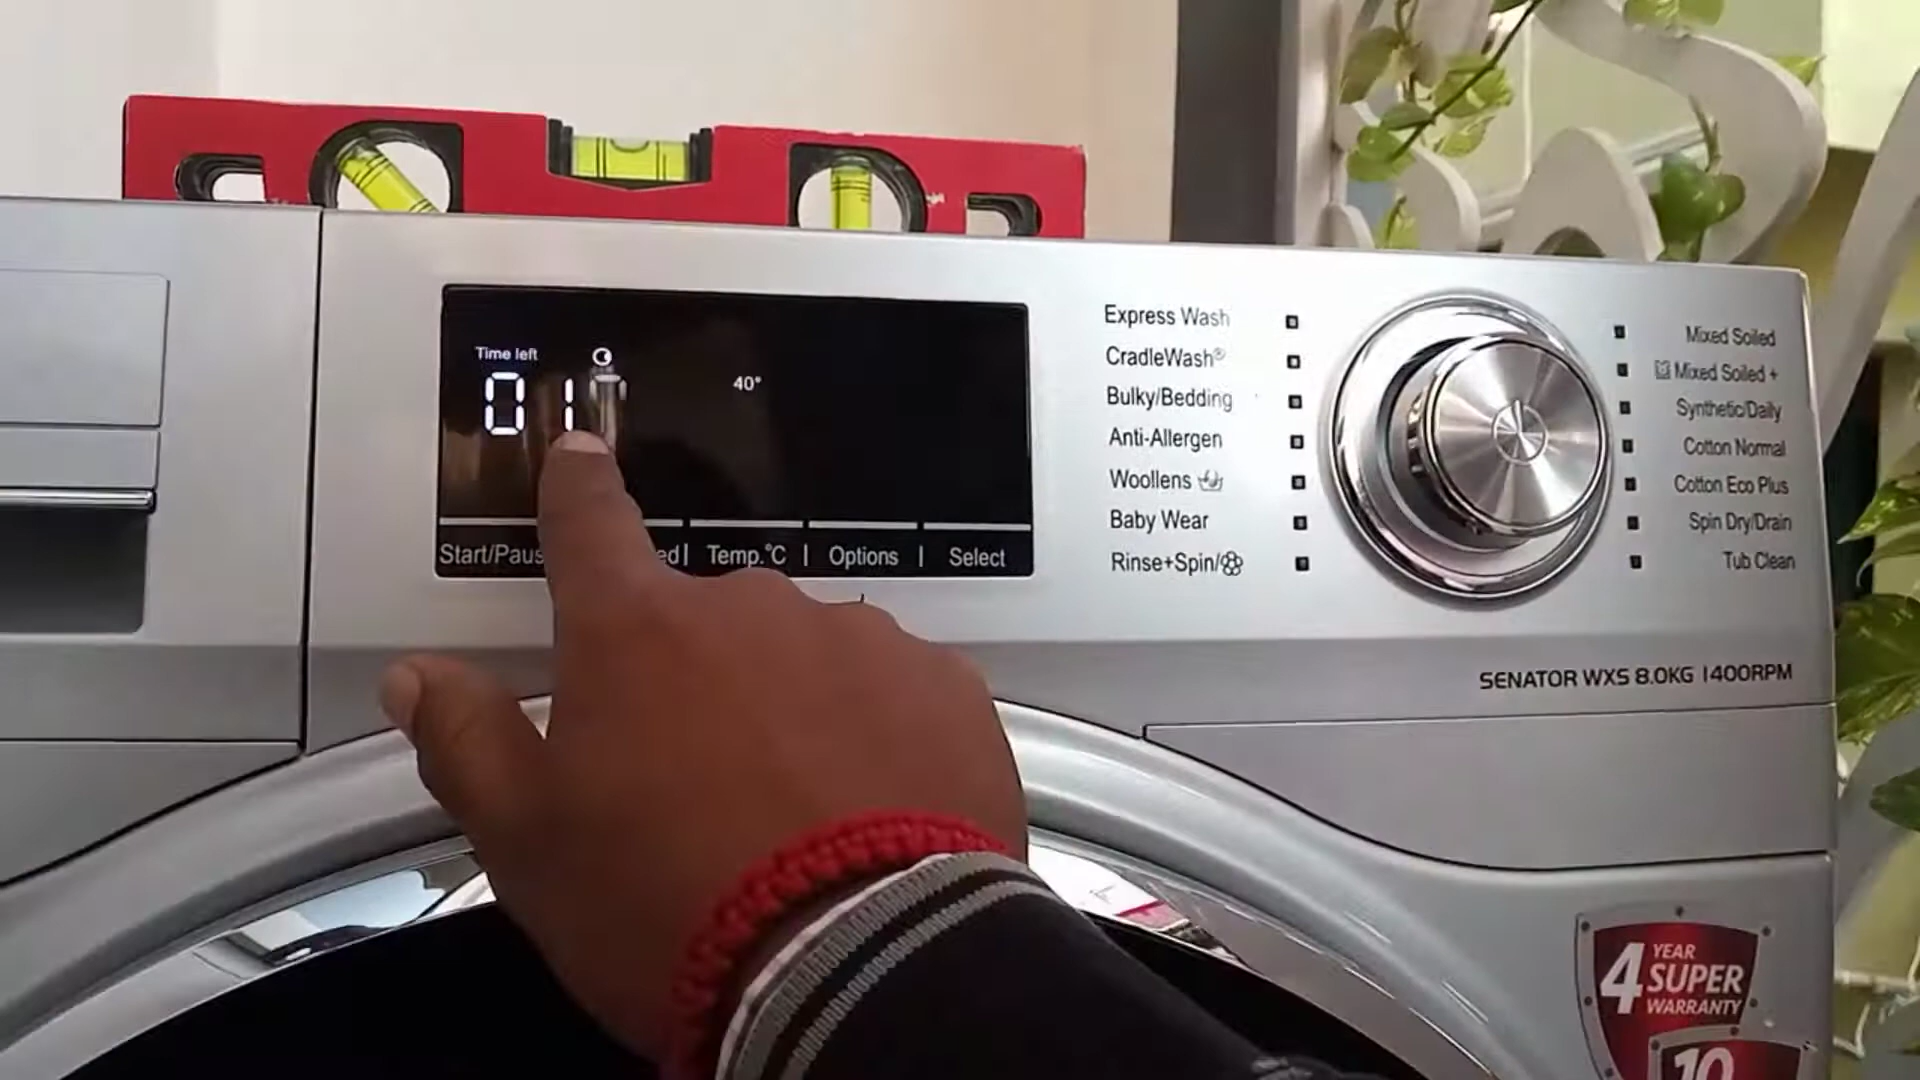 Time left
01
40°
Start/Paus
ed| Temp.°C | Options | Select
Express Wash
CradleWash®
Bulky/Bedding
Anti-Allergen
Woollens
Baby Wear
Rinse+Spin/
Mixed Soiled
Mixed Soiled +
Synthetic/Daily
Cotton Normal
Cotton Eco Plus
Spin Dry/Drain
Tub Clean
SENATOR WXS 8.0KG 1400RPM
4 YEAR
SUPER
WARRANTY
10